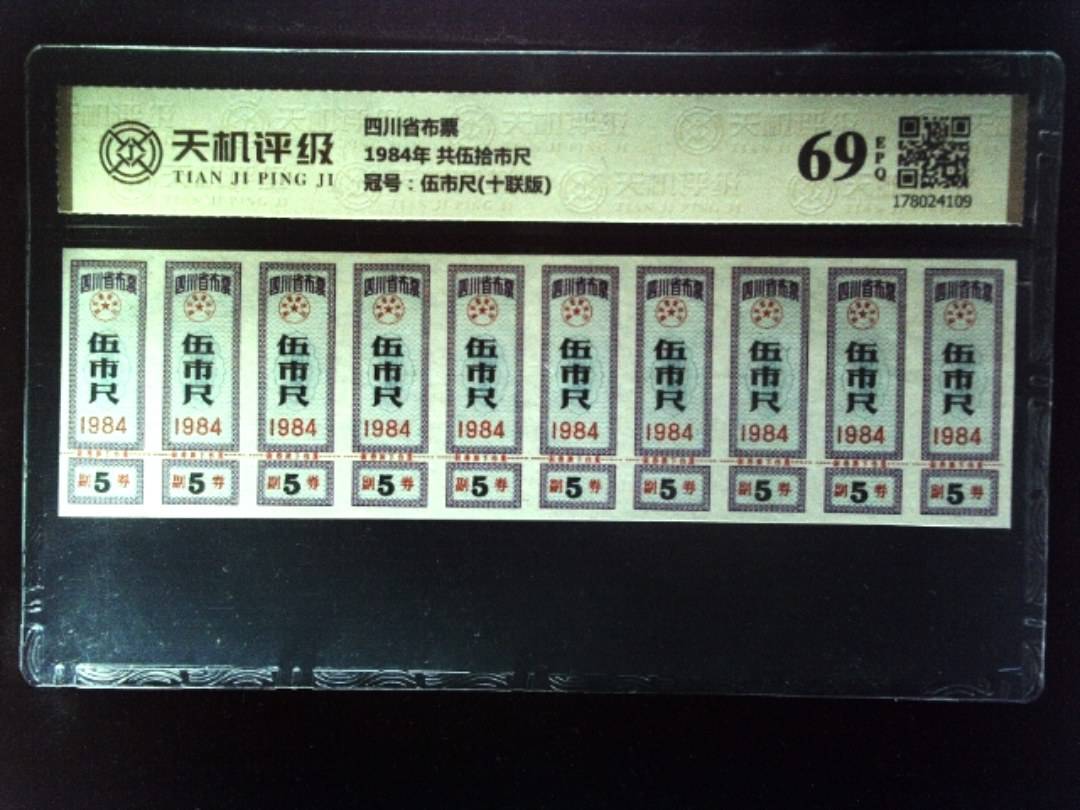 天机评级
TIAN JI PING JI
四川省布票
1984年 共伍拾市尺
冠号：伍市尺(十联版)
69
EPQ
178024109
四川省布票 四川省布票 四川省布票 四川省布票 四川省布票 四川省布票 四川省布票 四川省布票 四川省布票 四川省布票
伍市尺 伍市尺 伍市尺 伍市尺 伍市尺 伍市尺 伍市尺 伍市尺 伍市尺 伍市尺
1984 1984 1984 1984 1984 1984 1984 1984 1984 1984
副5券 副5券 副5券 副5券 副5券 副5券 副5券 副5券 副5券 副5券